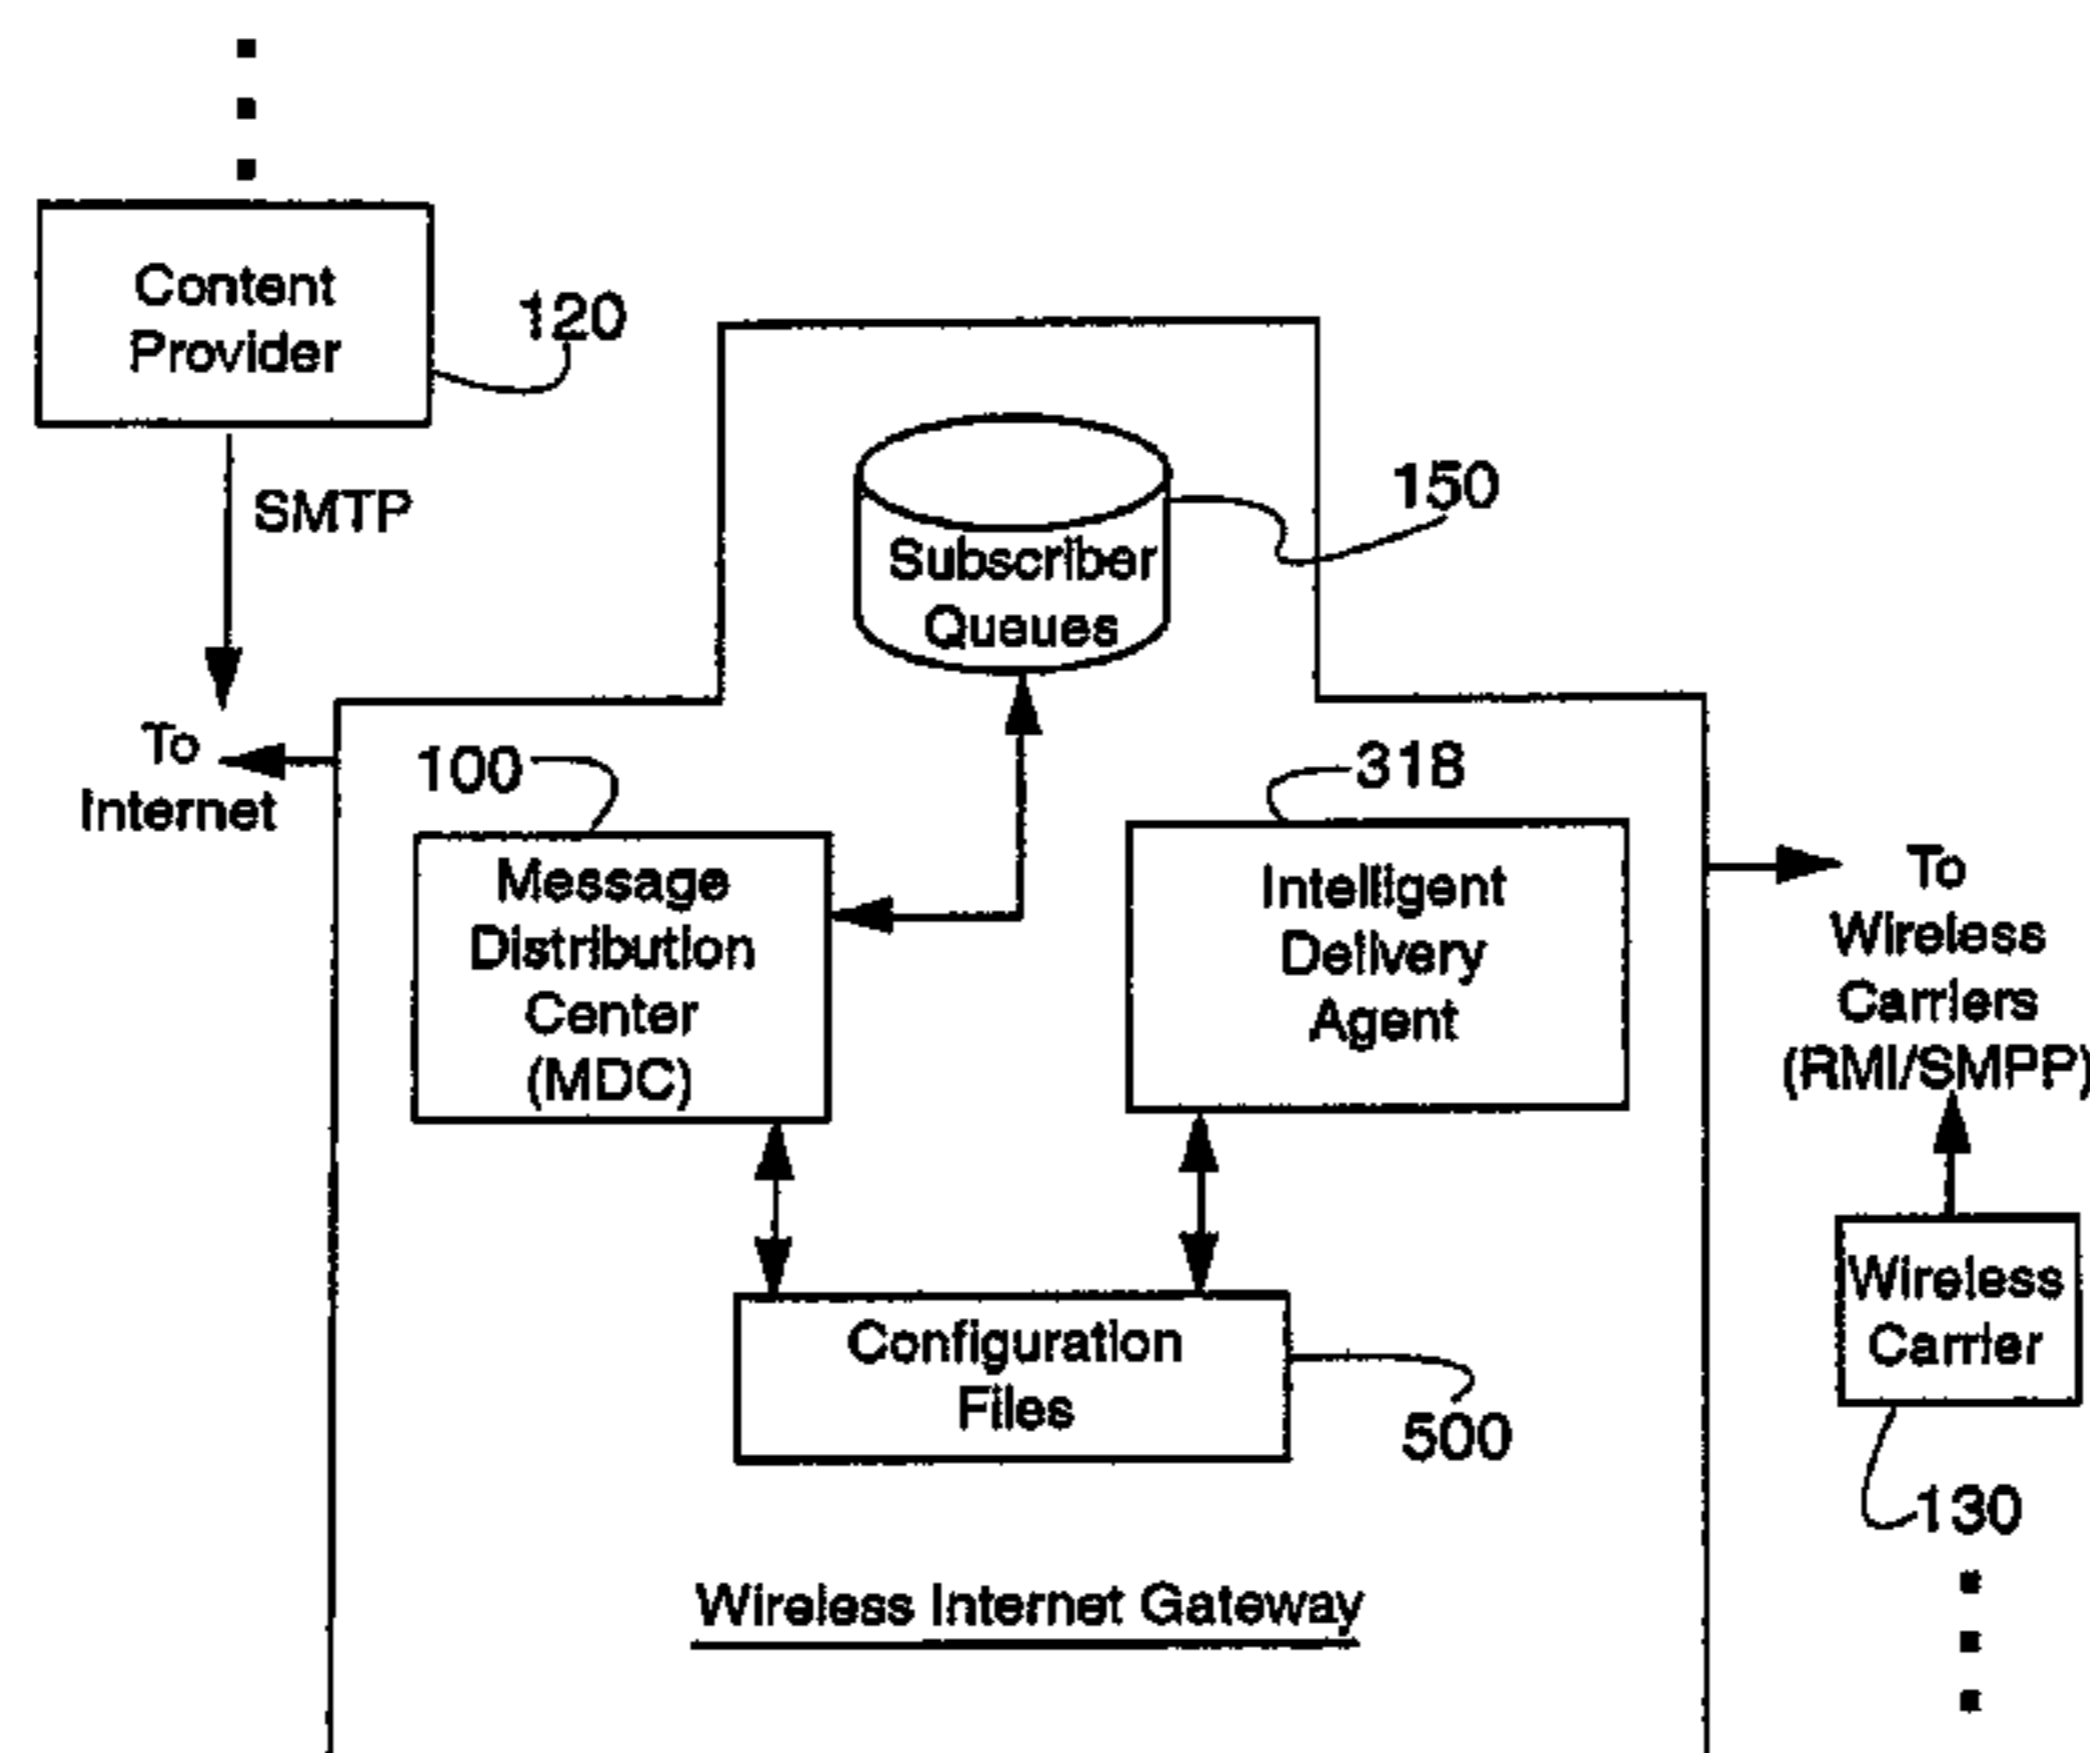 Content
Provider
120
SMTP
To
Internet
Subscriber
Queues
150
100
Message
Distribution
Center
(MDC)
318
Intelligent
Delivery
Agent
To
Wireless
Carriers
(RMI/SMPP)
Wireless
Carrier
130
Configuration
Files
500
Wireless Internet Gateway